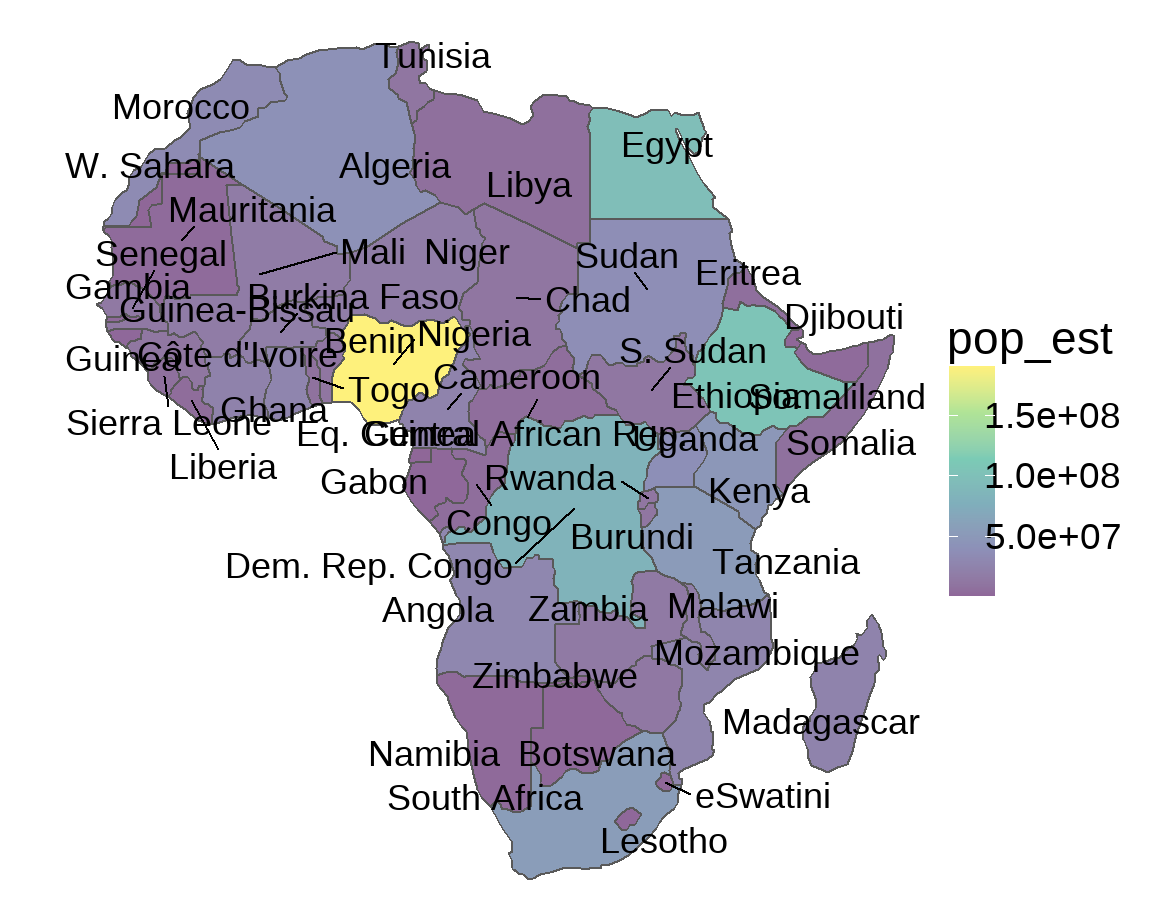 Tunisia
Morocco
Egypt
W. Sahara
Algeria
Libya
Mauritania
Senegal
Mali
Niger
Sudan
Eritrea
Gambia
Burkina Faso
Chad
Guinea-Bissau
Djibouti
Benin
Nigeria
pop_est
Guinea
Côte d'Ivoire
S. Sudan
Togo
Cameroon
Ethiopia
Somaliland
1.5e+08
Sierra Leone
Ghana
Eq. Guinea
Central African Rep.
Uganda
Somalia
Liberia
Gabon
Rwanda
Kenya
1.0e+08
Congo
Burundi
5.0e+07
Dem. Rep. Congo
Tanzania
Angola
Zambia
Malawi
Mozambique
Zimbabwe
Madagascar
Namibia
Botswana
South Africa
eSwatini
Lesotho